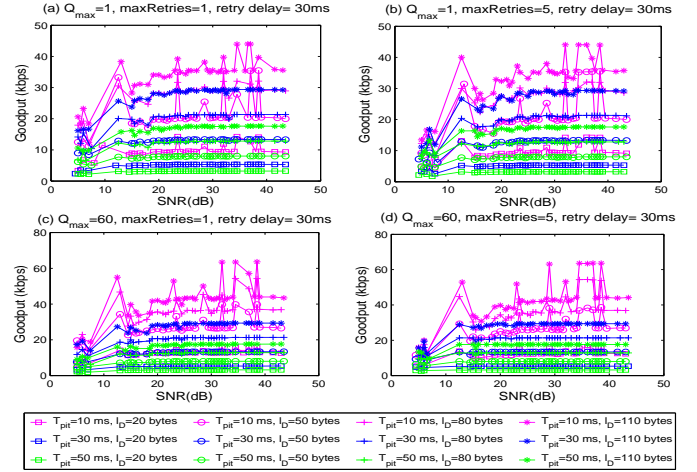 (a) Q_max=1, maxRetries=1, retry delay= 30ms
50
40
30
20
10
0
Goodput (kbps)
0 10 20 30 40 50
SNR(dB)
(b) Q_max=1, maxRetries=5, retry delay= 30ms
50
40
30
20
10
0
Goodput (kbps)
0 10 20 30 40 50
SNR(dB)
(c) Q_max=60, maxRetries=1, retry delay= 30ms
80
60
40
20
0
Goodput (kbps)
0 10 20 30 40 50
SNR(dB)
(d) Q_max=60, maxRetries=5, retry delay= 30ms
80
60
40
20
0
Goodput (kbps)
0 10 20 30 40 50
SNR(dB)
T_pit=10 ms, l_D=20 bytes T_pit=10 ms, l_D=50 bytes T_pit=10 ms, l_D=80 bytes T_pit=10 ms, l_D=110 bytes
T_pit=30 ms, l_D=20 bytes T_pit=30 ms, l_D=50 bytes T_pit=30 ms, l_D=80 bytes T_pit=30 ms, l_D=110 bytes
T_pit=50 ms, l_D=20 bytes T_pit=50 ms, l_D=50 bytes T_pit=50 ms, l_D=80 bytes T_pit=50 ms, l_D=110 bytes